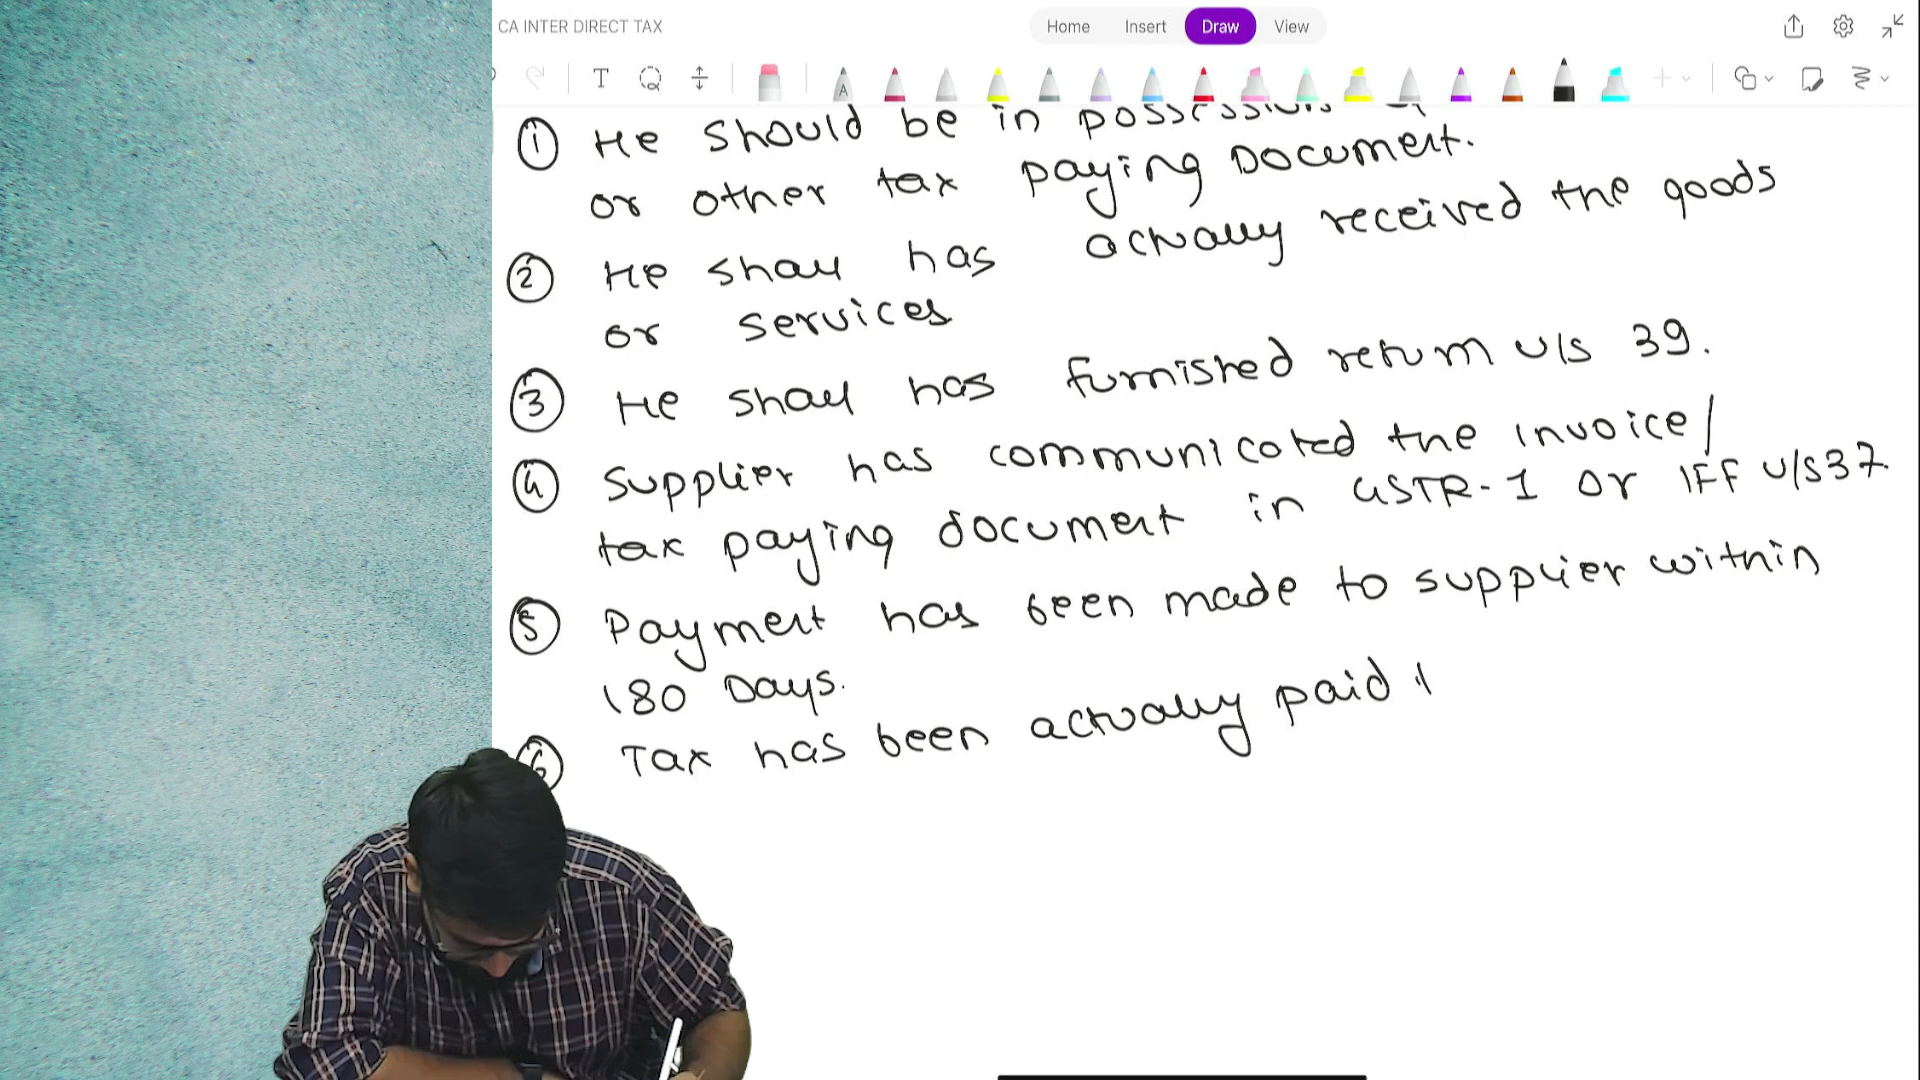 CA INTER DIRECT TAX
Home Insert Draw View
① He should be in possession of
or other tax paying Document.
② He shall has actually received the goods
or services
③ He shall has furnished return u/s 39.
④ Supplier has communicated the invoice/
tax paying document in GSTR-1 or IFF u/s 37.
⑤ Payment has been made to supplier within
180 Days.
⑥ Tax has been actually paid